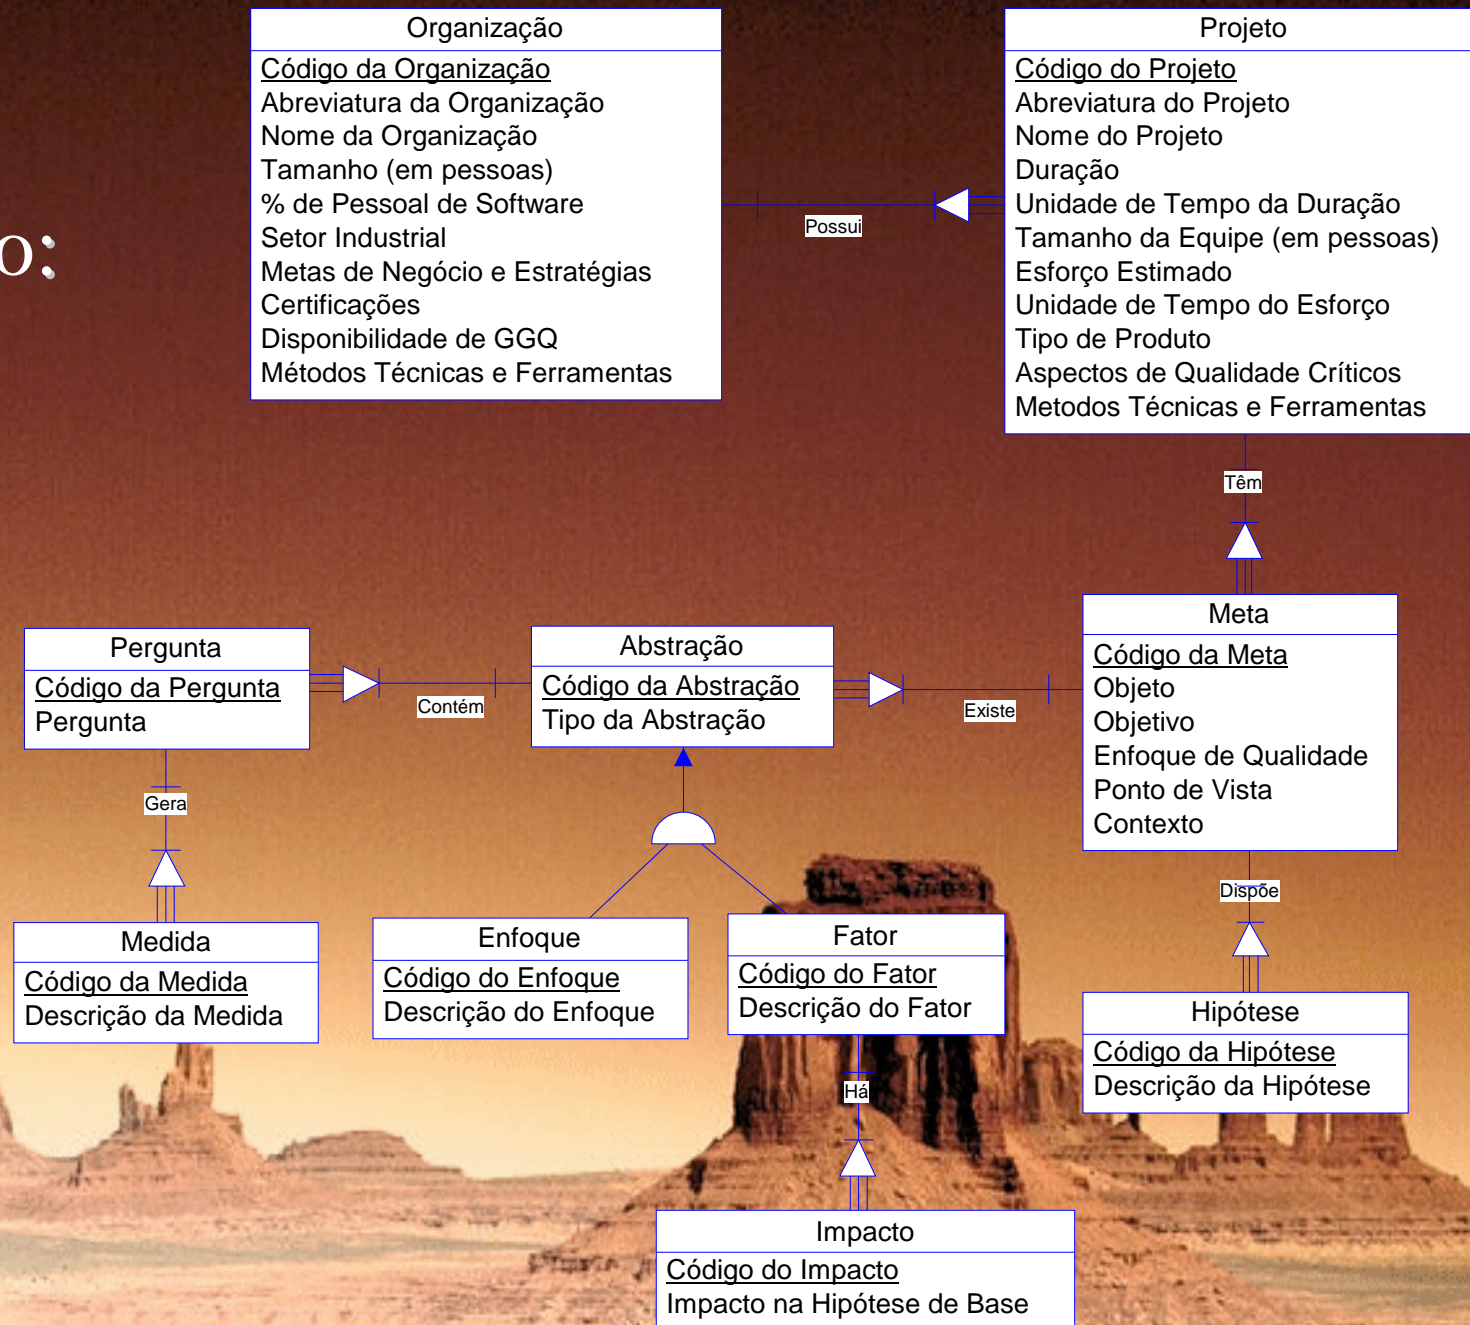 o:
Organização
Código da Organização
Abreviatura da Organização
Nome da Organização
Tamanho (em pessoas)
% de Pessoal de Software
Setor Industrial
Metas de Negócio e Estratégias
Certificações
Disponibilidade de GGQ
Métodos Técnicas e Ferramentas
Possui
Projeto
Código do Projeto
Abreviatura do Projeto
Nome do Projeto
Duração
Unidade de Tempo da Duração
Tamanho da Equipe (em pessoas)
Esforço Estimado
Unidade de Tempo do Esforço
Tipo de Produto
Aspectos de Qualidade Críticos
Metodos Técnicas e Ferramentas
Têm
Pergunta
Código da Pergunta
Pergunta
Contém
Abstração
Código da Abstração
Tipo da Abstração
Existe
Meta
Código da Meta
Objeto
Objetivo
Enfoque de Qualidade
Ponto de Vista
Contexto
Gera
Dispõe
Medida
Código da Medida
Descrição da Medida
Enfoque
Código do Enfoque
Descrição do Enfoque
Fator
Código do Fator
Descrição do Fator
Hipótese
Código da Hipótese
Descrição da Hipótese
Há
Impacto
Código do Impacto
Impacto na Hipótese de Base